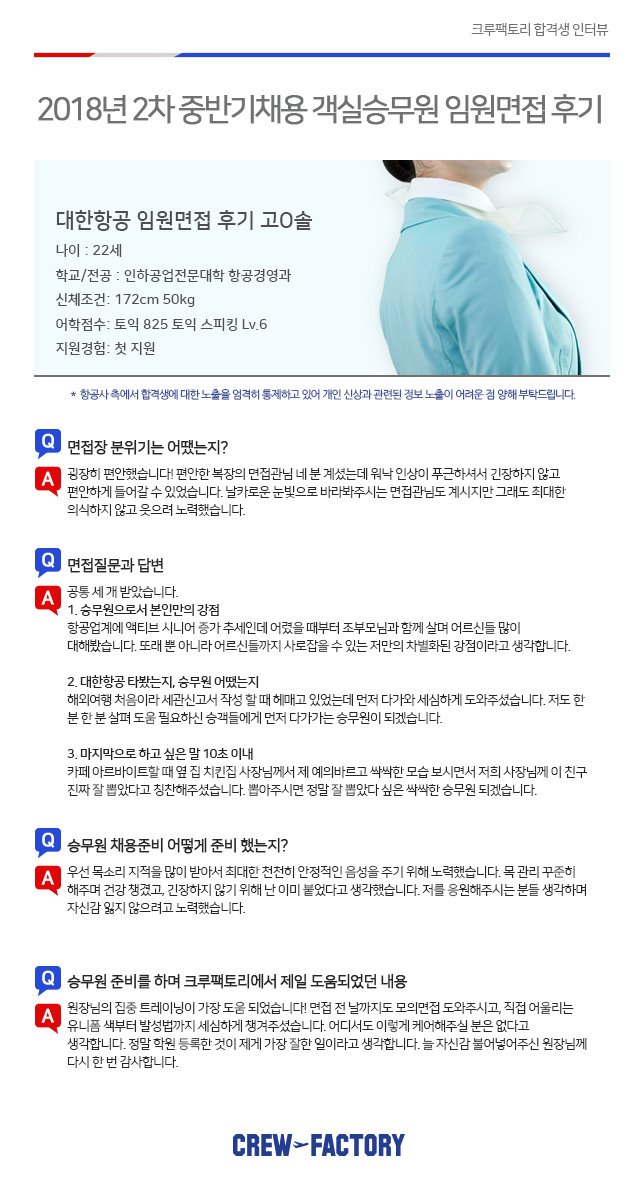 크루팩토리 합격생 인터뷰
2018년 2차 중반기채용 객실승무원 임원면접 후기
대한항공 임원면접 후기 고O솔
나이 : 22세
학교/전공 : 인하공업전문대학 항공경영과
신체조건: 172cm 50kg
어학점수: 토익 825 토익 스피킹 Lv.6
지원경험: 첫 지원
* 항공사 측에서 합격생에 대한 노출을 엄격히 통제하고 있어 개인 신상과 관련된 정보 노출이 어려운 점 양해 부탁드립니다.
Q 면접장 분위기는 어땠는지?
A 굉장히 편안했습니다! 편안한 복장의 면접관님 네 분 계셨는데 워낙 인상이 푸근하셔서 긴장하지 않고
편안하게 들어갈 수 있었습니다. 날카로운 눈빛으로 바라봐주시는 면접관님도 계시지만 그래도 최대한
의식하지 않고 웃으려 노력했습니다.
Q 면접질문과 답변
A 공통 세 개 받았습니다.
1. 승무원으로서 본인만의 강점
항공업계에 액티브 시니어 증가 추세인데 어렸을 때부터 조부모님과 함께 살며 어르신들 많이
대해봤습니다. 또래 뿐 아니라 어르신들까지 사로잡을 수 있는 저만의 차별화된 강점이라고 생각합니다.
2. 대한항공 타봤는지, 승무원 어땠는지
해외여행 처음이라 세관신고서 작성 할 때 헤매고 있었는데 먼저 다가와 세심하게 도와주셨습니다. 저도 한
분 한 분 살펴 도움 필요하신 승객들에게 먼저 다가가는 승무원이 되겠습니다.
3. 마지막으로 하고 싶은 말 10초 이내
카페 아르바이트할 때 옆 집 치킨집 사장님께서 제 예의바르고 싹싹한 모습 보시면서 저희 사장님께 이 친구
진짜 잘 뽑았다고 칭찬해주셨습니다. 뽑아주시면 정말 잘 뽑았다 싶은 싹싹한 승무원 되겠습니다.
Q 승무원 채용준비 어떻게 준비 했는지?
A 우선 목소리 지적을 많이 받아서 최대한 천천히 안정적인 음성을 주기 위해 노력했습니다. 목 관리 꾸준히
해주며 건강 챙겼고, 긴장하지 않기 위해 난 이미 붙었다고 생각했습니다. 저를 응원해주시는 분들 생각하며
자신감 잃지 않으려고 노력했습니다.
Q 승무원 준비를 하며 크루팩토리에서 제일 도움되었던 내용
A 원장님의 집중 트레이닝이 가장 도움 되었습니다! 면접 전 날까지도 모의면접 도와주시고, 직접 어울리는
유니폼 색부터 발성법까지 세심하게 챙겨주셨습니다. 어디서도 이렇게 케어해주실 분은 없다고
생각합니다. 정말 학원 등록한 것이 제게 가장 잘한 일이라고 생각합니다. 늘 자신감 불어넣어주신 원장님께
다시 한 번 감사합니다.
CREW FACTORY